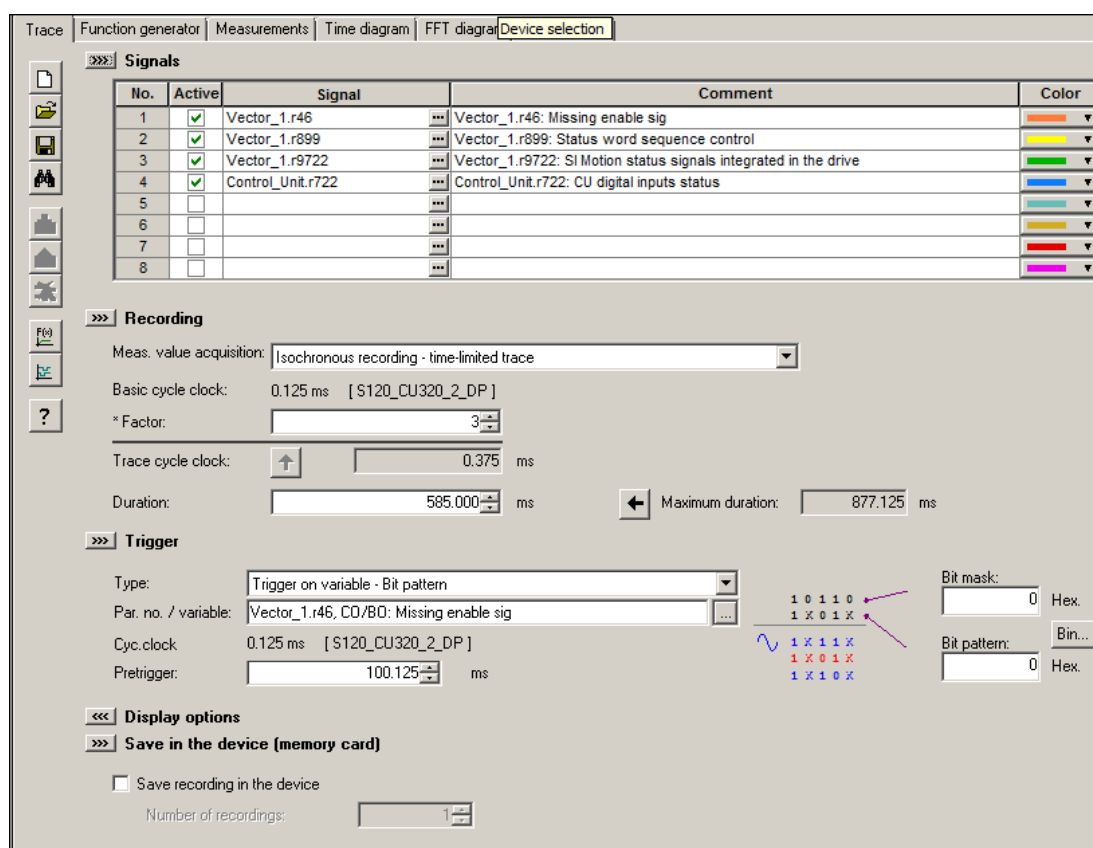 Trace Function generator Measurements Time diagram FFT diagrar Device selection
>>> Signals
No. Active Signal Comment Color
1 Vector_1.r46 ... Vector_1.r46: Missing enable sig
2 Vector_1.r899 ... Vector_1.r899: Status word sequence control
3 Vector_1.r9722 ... Vector_1.r9722: SI Motion status signals integrated in the drive
4 Control_Unit.r722 ... Control_Unit.r722: CU digital inputs status
5 ...
6 ...
7 ...
8 ...
>>> Recording
Meas. value acquisition: Isochronous recording - time-limited trace
Basic cycle clock: 0.125 ms [ S120_CU320_2_DP ]
* Factor: 3
Trace cycle clock: 0.375 ms
Duration: 585.000 ms Maximum duration: 877.125 ms
>>> Trigger
Type: Trigger on variable - Bit pattern
Par. no. / variable: Vector_1.r46, CO/BO: Missing enable sig ...
Cyc.clock 0.125 ms [ S120_CU320_2_DP ]
Pretrigger: 100.125 ms
1 0 1 1 0
1 X 0 1 X
1 X 1 1 X
1 X 0 1 X
1 X 1 0 X
Bit mask:
0 Hex.
Bin...
Bit pattern:
0 Hex.
<<< Display options
>>> Save in the device (memory card)
Save recording in the device
Number of recordings: 1
F(x)
?